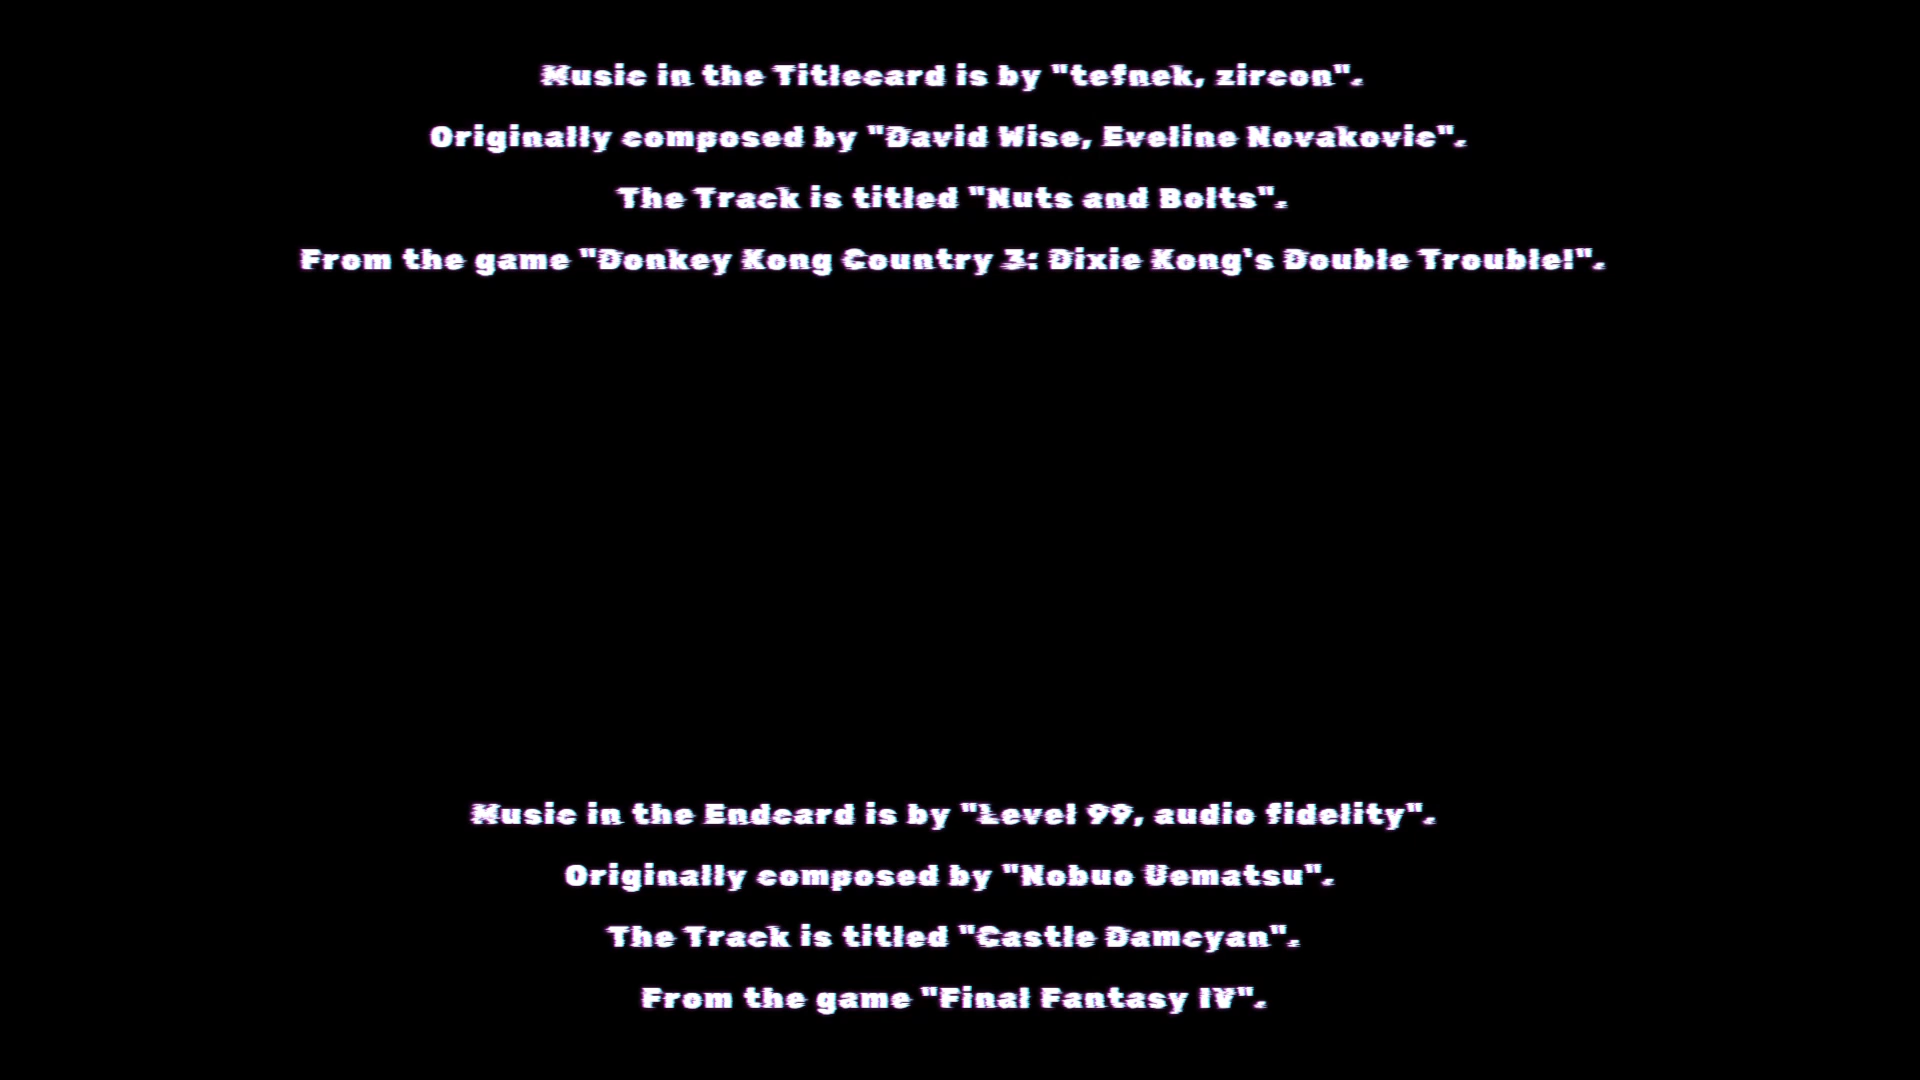 Music in the Titlecard is by "tefnek, zircon".
Originally composed by "David Wise, Eveline Novakovic".
The Track is titled "Nuts and Bolts".
From the game "Donkey Kong Country 3: Dixie Kong's Double Trouble!".
Music in the Endcard is by "Level 99, audio fidelity".
Originally composed by "Nobuo Uematsu".
The Track is titled "Castle Damcyan".
From the game "Final Fantasy IV".